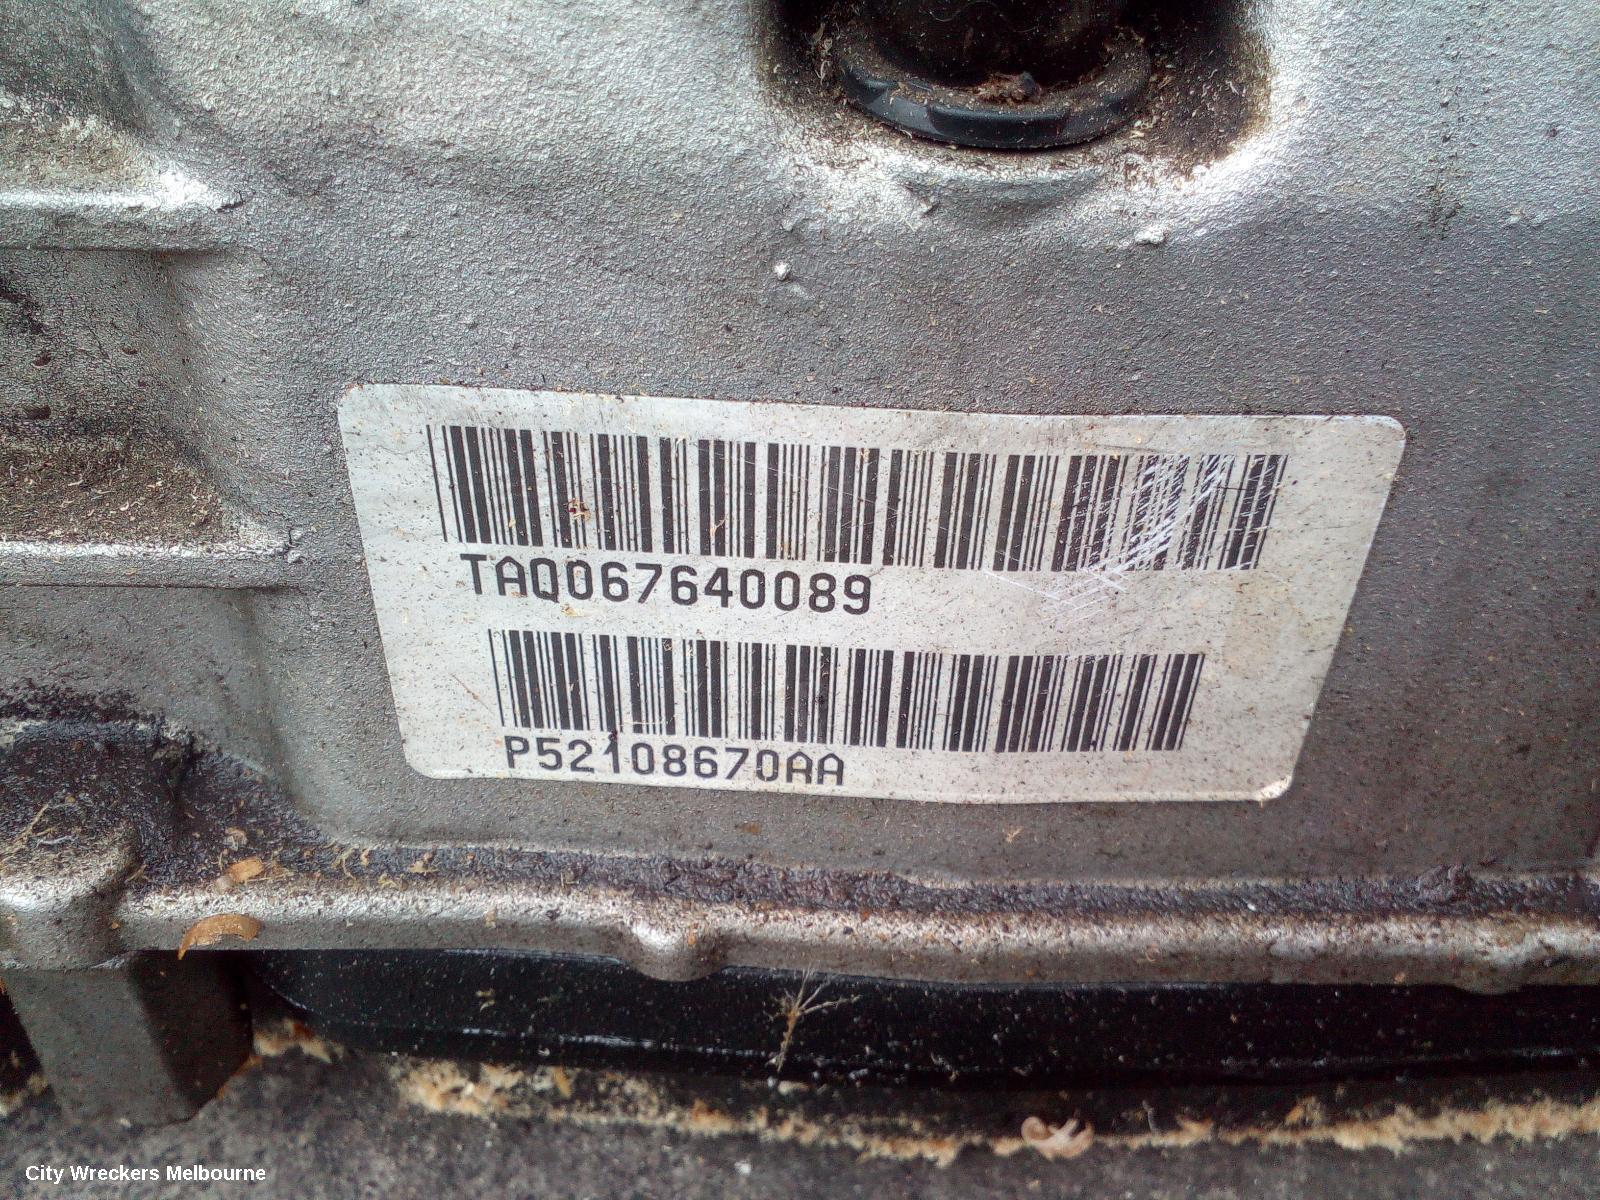 TAQ067640089
P52108670AA
City Wreckers Melbourne